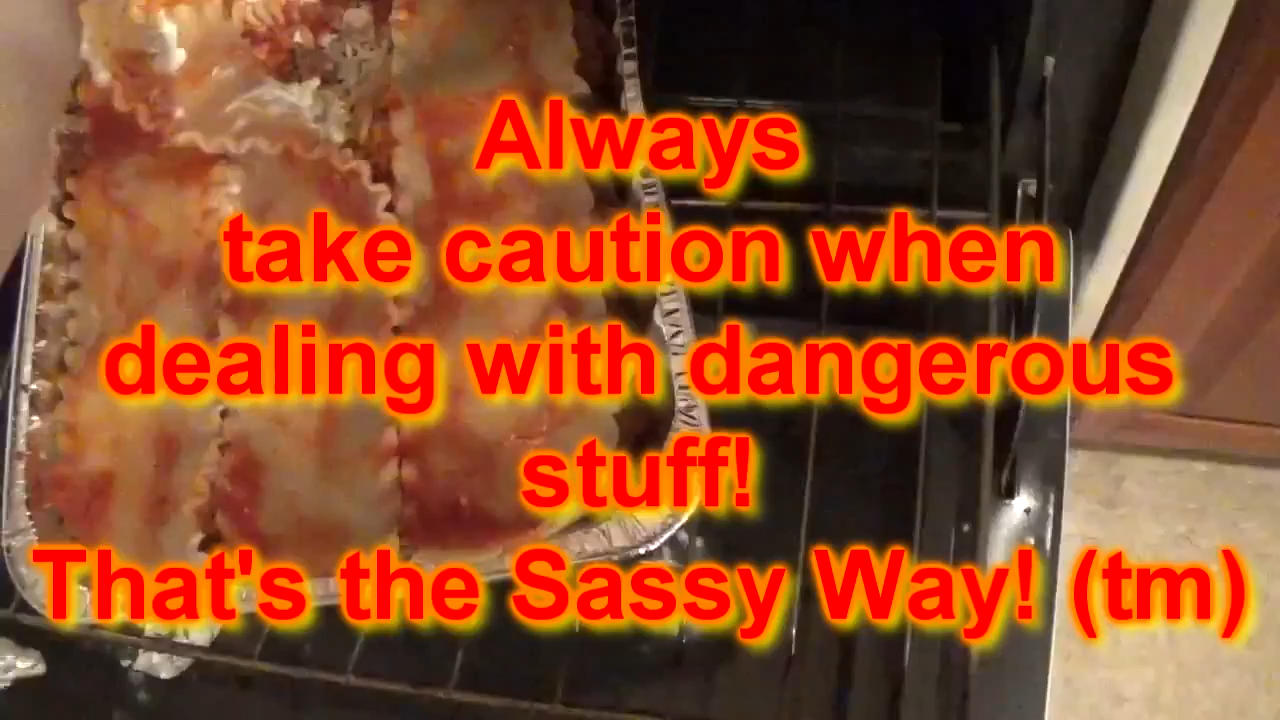 Always
take caution when
dealing with dangerous
stuff!
That's the Sassy Way! (tm)